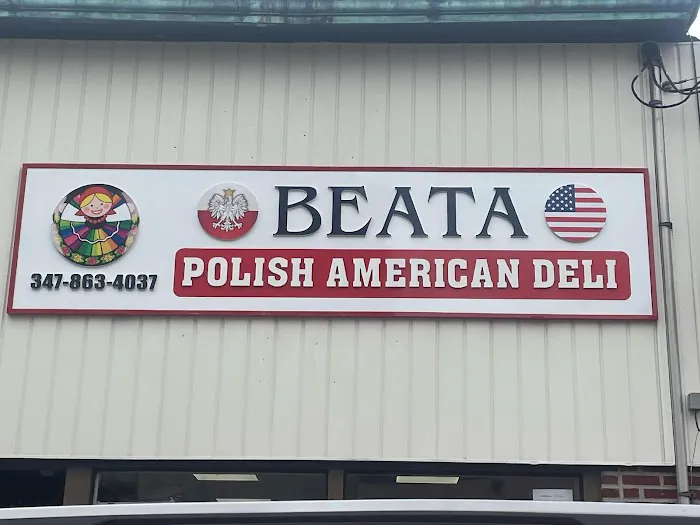 BEATA
347-863-4037
POLISH AMERICAN DELI